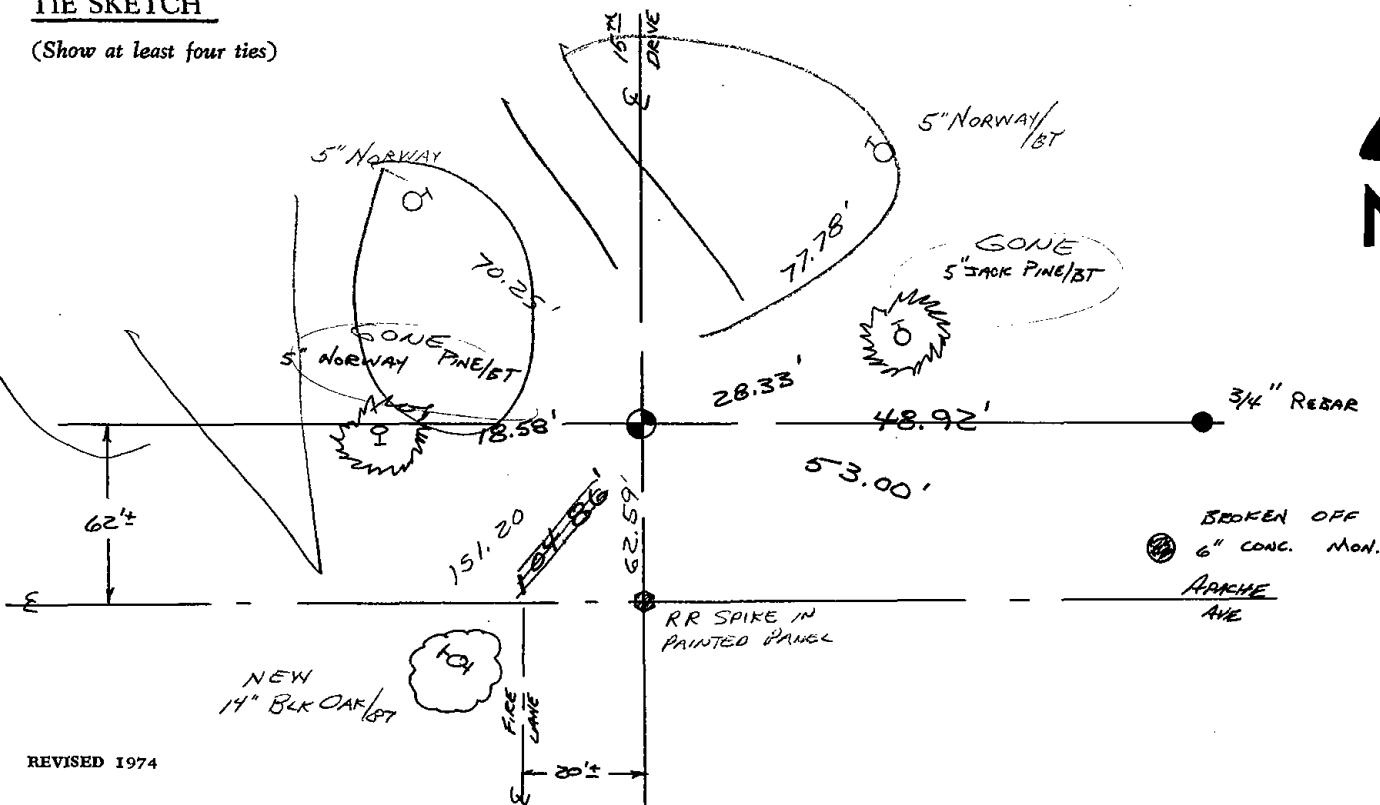 TIE SKETCH
(Show at least four ties)
15TH
DRIVE
5" NORWAY/
BT
5" NORWAY
GONE
5" JACK PINE/BT
77.78'
70.25'
GONE
5" NORWAY PINE/BT
28.33'
3/4" REBAR
48.92'
18.58'
53.00'
62'±
62.59'
151.20
BROKEN OFF
6" CONC. MON.
APACHE
AVE
RR SPIKE IN
PAINTED PANEL
NEW
14" BLK OAK/BT
FIRE
LANE
20'±
N
REVISED 1974